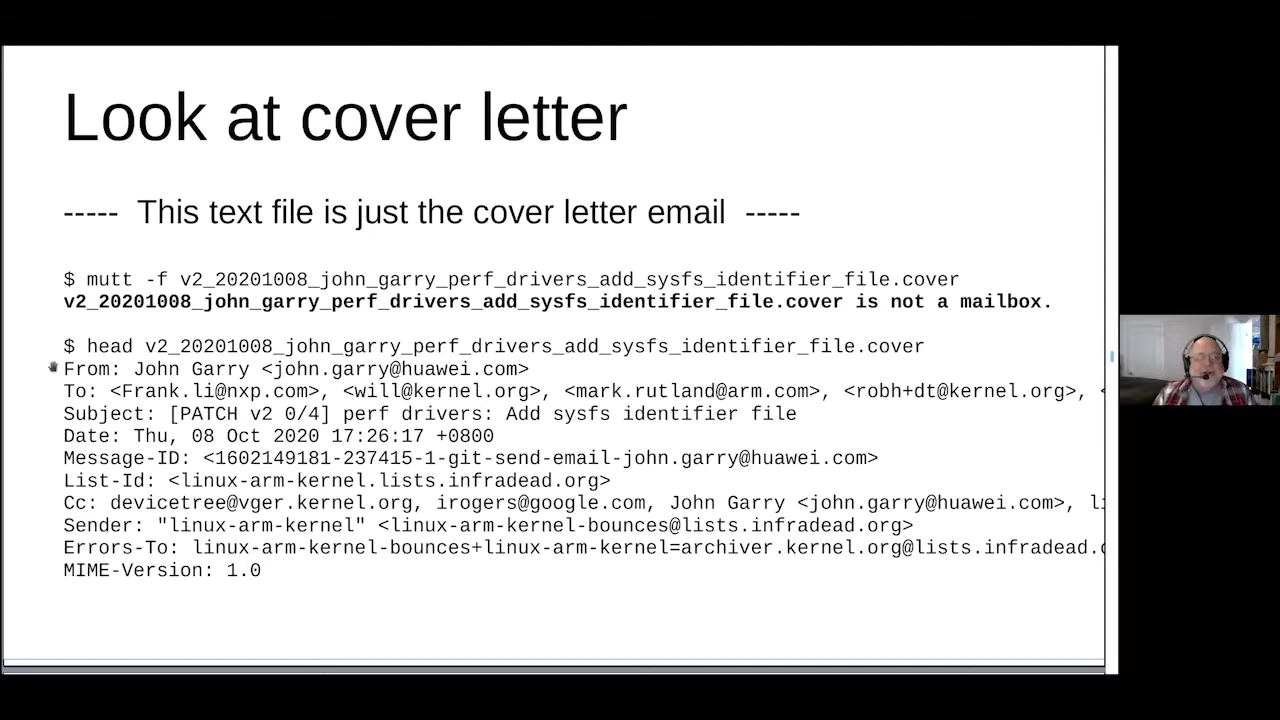 Look at cover letter
----- This text file is just the cover letter email -----
$ mutt -f v2_20201008_john_garry_perf_drivers_add_sysfs_identifier_file.cover
v2_20201008_john_garry_perf_drivers_add_sysfs_identifier_file.cover is not a mailbox.
$ head v2_20201008_john_garry_perf_drivers_add_sysfs_identifier_file.cover
From: John Garry <john.garry@huawei.com>
To: <Frank.li@nxp.com>, <will@kernel.org>, <mark.rutland@arm.com>, <robh+dt@kernel.org>, <
Subject: [PATCH v2 0/4] perf drivers: Add sysfs identifier file
Date: Thu, 08 Oct 2020 17:26:17 +0800
Message-ID: <1602149181-237415-1-git-send-email-john.garry@huawei.com>
List-Id: <linux-arm-kernel.lists.infradead.org>
Cc: devicetree@vger.kernel.org, irogers@google.com, John Garry <john.garry@huawei.com>,
Sender: "linux-arm-kernel" <linux-arm-kernel-bounces@lists.infradead.org>
Errors-To: linux-arm-kernel-bounces+linux-arm-kernel=archiver.kernel.org@lists.infradead.
MIME-Version: 1.0